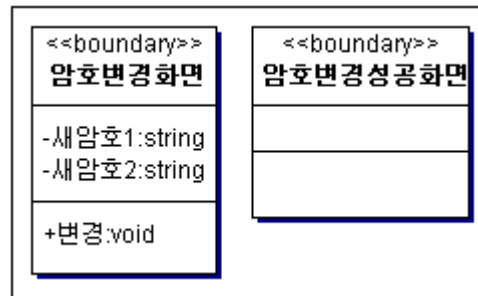 <<boundary>>
암호변경화면
-새암호1:string
-새암호2:string
+변경:void
<<boundary>>
암호변경성공화면